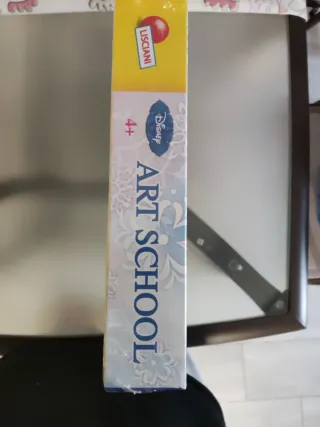 LISCIANI
Disney
4+
ART SCHOOL